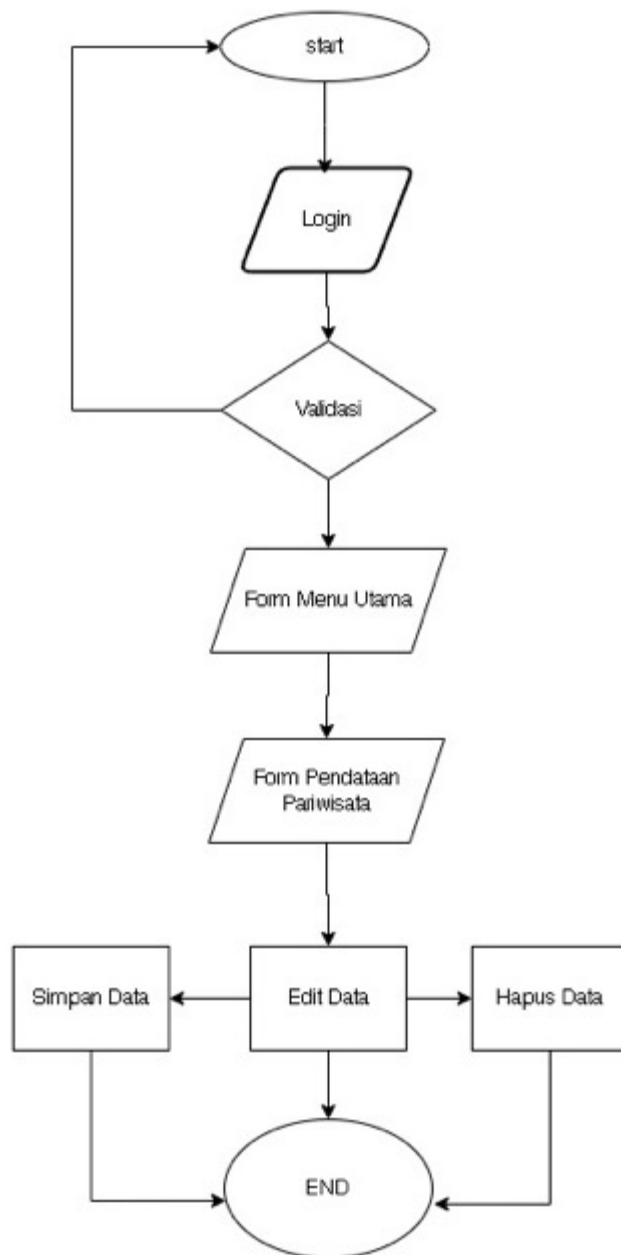 start
Login
Validasi
Form Menu Utama
Form Pendataan
Pariwisata
Simpan Data
Edit Data
Hapus Data
END